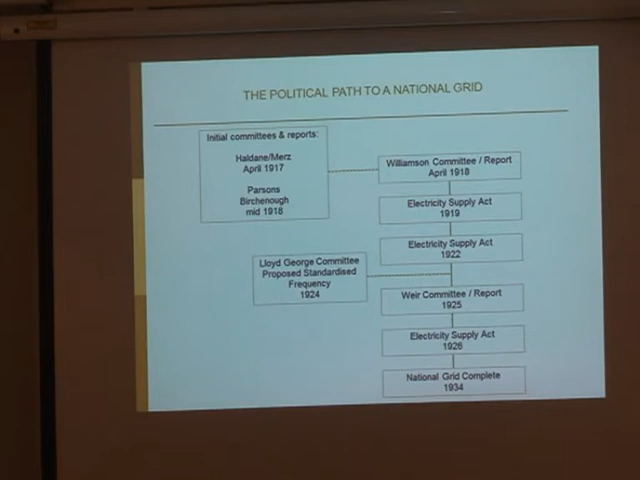 THE POLITICAL PATH TO A NATIONAL GRID
Initial committees & reports:
Haldane/Merz
April 1917
Parsons
Birchenough
mid 1918
Williamson Committee / Report
April 1918
Electricity Supply Act
1919
Electricity Supply Act
1922
Lloyd George Committee
Proposed Standardised
Frequency
1924
Weir Committee / Report
1925
Electricity Supply Act
1926
National Grid Complete
1934